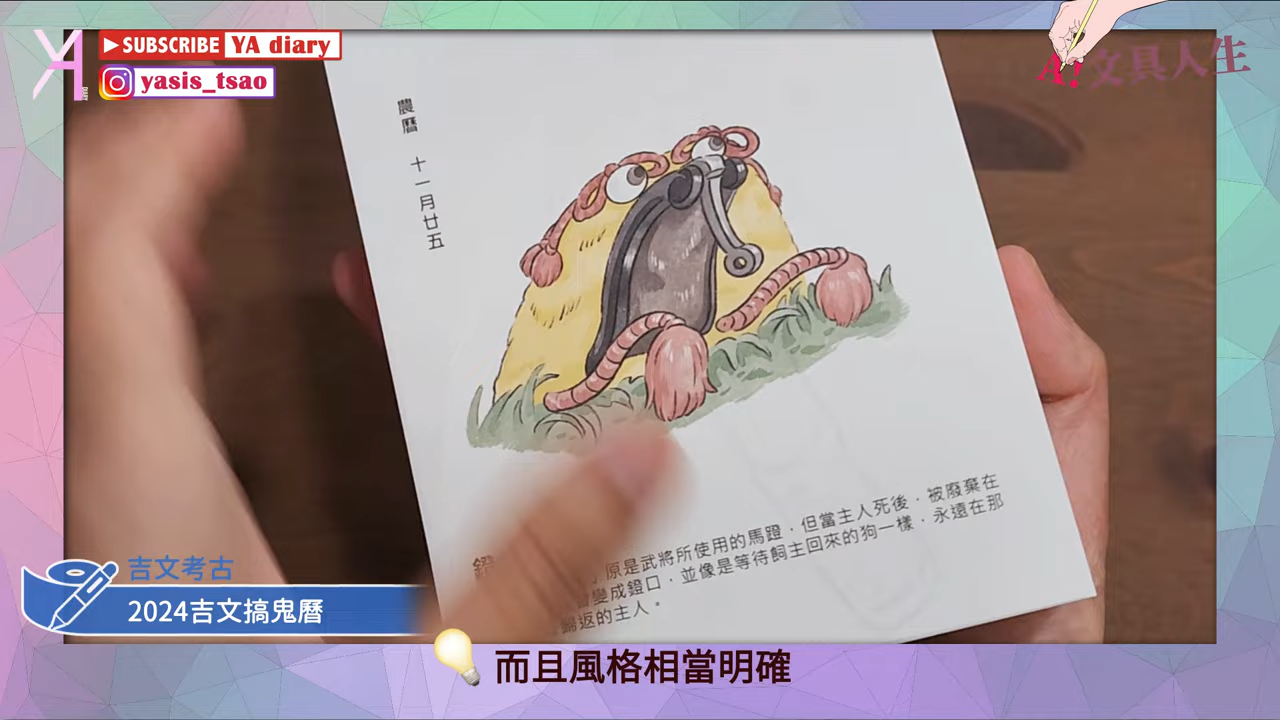 YA
DIARY
SUBSCRIBE YA diary
yasis_tsao
A!文具人生
農曆 十一月廿五
鐙
原是武將所使用的馬蹬，但當主人死後，被廢棄在
變成鐙口，並像是等待飼主回來的狗一樣，永遠在那
歸返的主人。
吉文考古
2024吉文搞鬼曆
而且風格相當明確